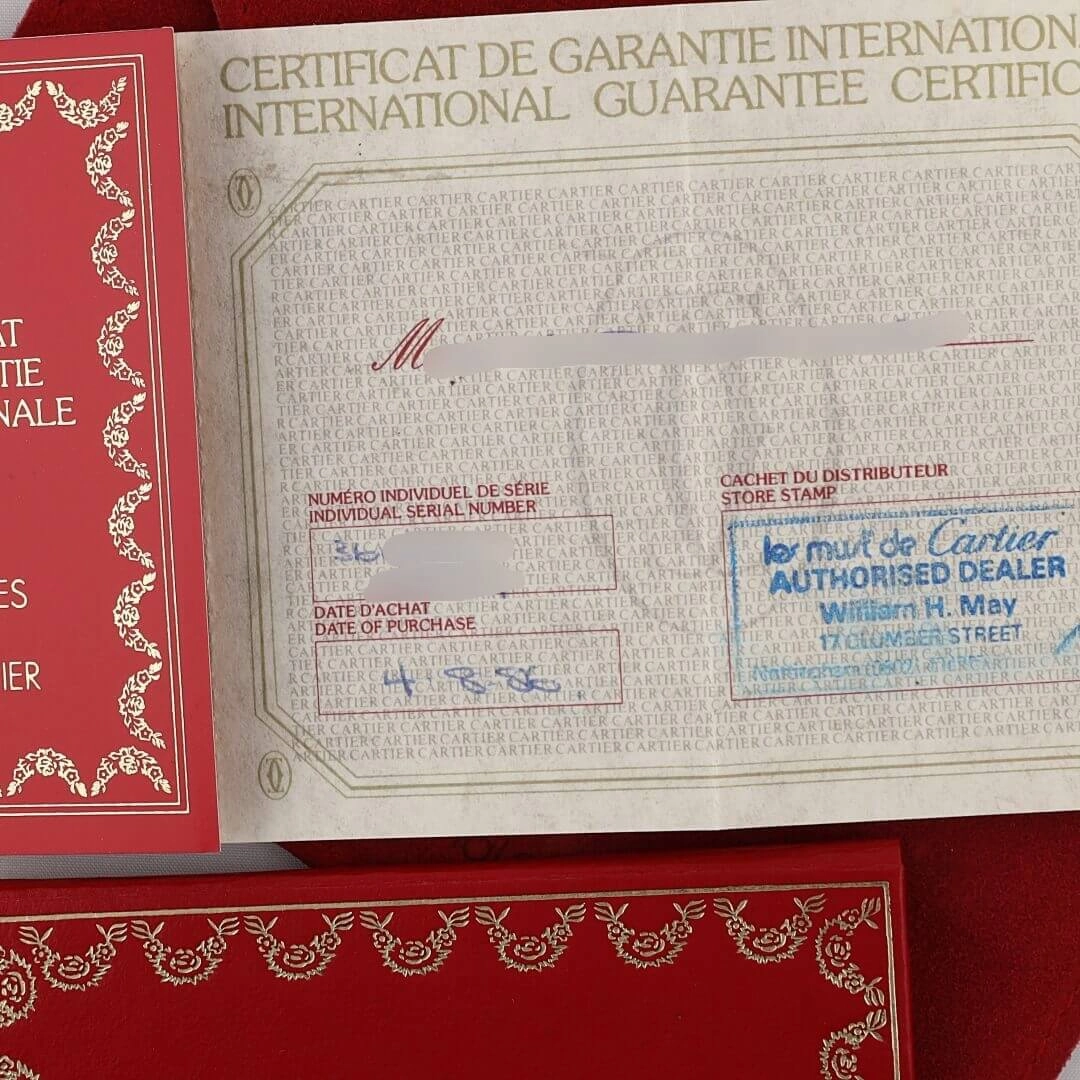 AT
TIE
NALE
ES
IER
CERTIFICAT DE GARANTIE INTERNATION
INTERNATIONAL GUARANTEE CERTIFIC
M
NUMÉRO INDIVIDUEL DE SÉRIE
INDIVIDUAL SERIAL NUMBER
DATE D'ACHAT
DATE OF PURCHASE
4.8.86
CACHET DU DISTRIBUTEUR
STORE STAMP
les must de Cartier
AUTHORISED DEALER
William H. May
17 CLUMBER STREET